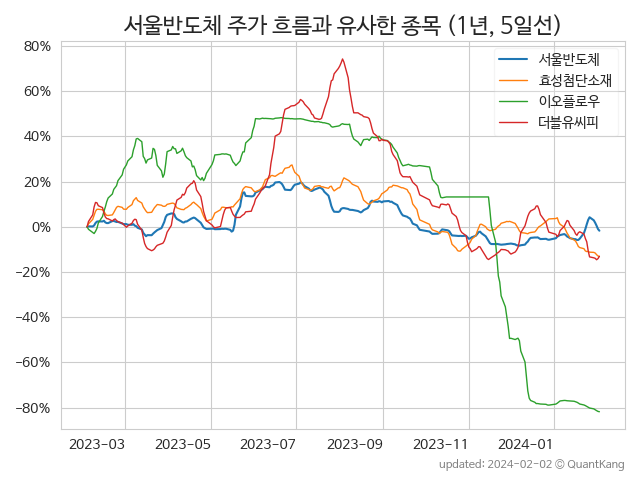 서울반도체 주가 흐름과 유사한 종목 (1년, 5일선)
80%
60%
40%
20%
0%
−20%
−40%
−60%
−80%
서울반도체
효성첨단소재
이오플로우
더블유씨피
2023-03 2023-05 2023-07 2023-09 2023-11 2024-01
updated: 2024-02-02 © QuantKang